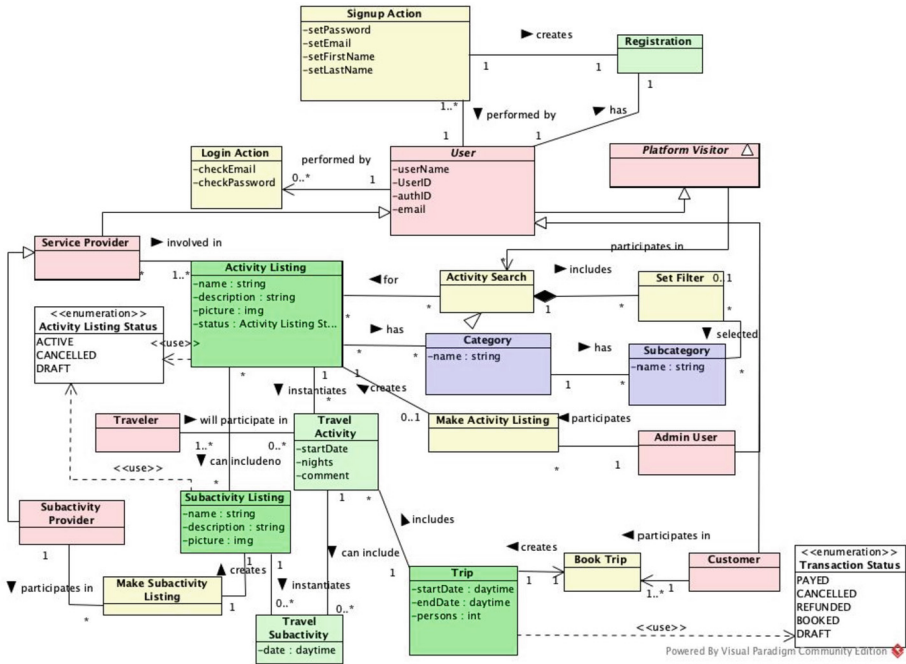 Signup Action
-setPassword
-setEmail
-setFirstName
-setLastName
creates
1
1
Registration
1
1..*
performed by
has
1
1
Login Action
-checkEmail
-checkPassword
performed by
0..*
1
User
-userName
-UserID
-authID
-email
Platform Visitor
Service Provider
involved in
*
1..*
participates in
*
Activity Listing
-name : string
-description : string
-picture : img
-status : Activity Listing St...
for
*
*
Activity Search
includes
1
*
Set Filter
0..1
*
<<enumeration>>
Activity Listing Status
ACTIVE
CANCELLED
DRAFT
<<use>>
has
*
*
Category
-name : string
has
1
*
selected
Subcategory
-name : string
*
*
1
instantiates
*
1
creates
0..1
Make Activity Listing
participates
*
1
Admin User
Traveler
will participate in
1..*
0..*
Travel
Activity
-startDate
-nights
-comment
can includeno
*
<<use>>
Subactivity
Provider
1
Subactivity Listing
-name : string
-description : string
-picture : img
1
*
includes
1
can include
participates in
*
Make Subactivity
Listing
creates
1
1
1
instantiates
0..*
0..*
Travel
Subactivity
-date : daytime
Trip
-startDate : daytime
-endDate : daytime
-persons : int
creates
1
1
Book Trip
participates in
1..*
1
Customer
<<use>>
<<enumeration>>
Transaction Status
PAYED
CANCELLED
REFUNDED
BOOKED
DRAFT
Powered By Visual Paradigm Community Edition